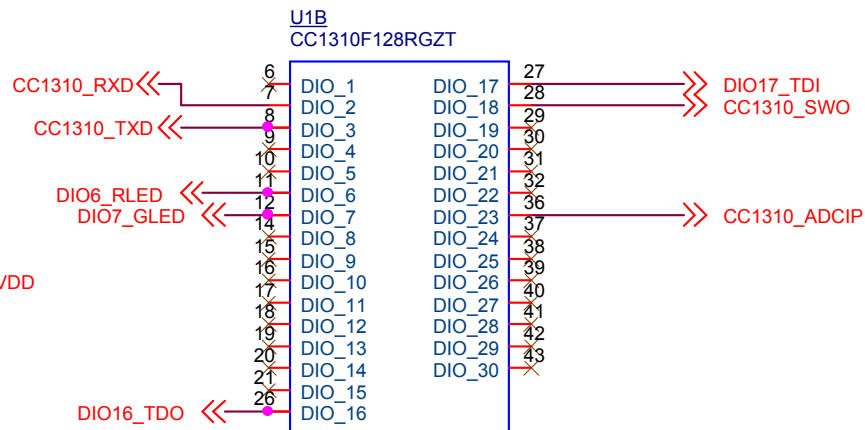 U1B
CC1310F128RGZT
6 DIO_1 DIO_17 27 DIO17_TDI
CC1310_RXD 7 DIO_2 DIO_18 28 CC1310_SWO
CC1310_TXD 8 DIO_3 DIO_19 29
9 DIO_4 DIO_20 30
10 DIO_5 DIO_21 31
DIO6_RLED 11 DIO_6 DIO_22 32
DIO7_GLED 12 DIO_7 DIO_23 36 CC1310_ADCIP
14 DIO_8 DIO_24 37
15 DIO_9 DIO_25 38
VDD 16 DIO_10 DIO_26 39
17 DIO_11 DIO_27 40
18 DIO_12 DIO_28 41
19 DIO_13 DIO_29 42
20 DIO_14 DIO_30 43
21 DIO_15
DIO16_TDO 26 DIO_16